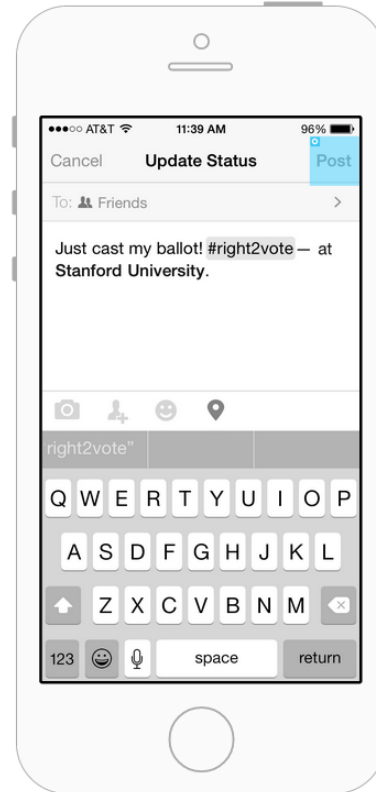 AT&T 11:39 AM 96%
Cancel Update Status Post
To: Friends
Just cast my ballot! #right2vote — at
Stanford University.
right2vote”
Q W E R T Y U I O P
A S D F G H J K L
Z X C V B N M
123 space return